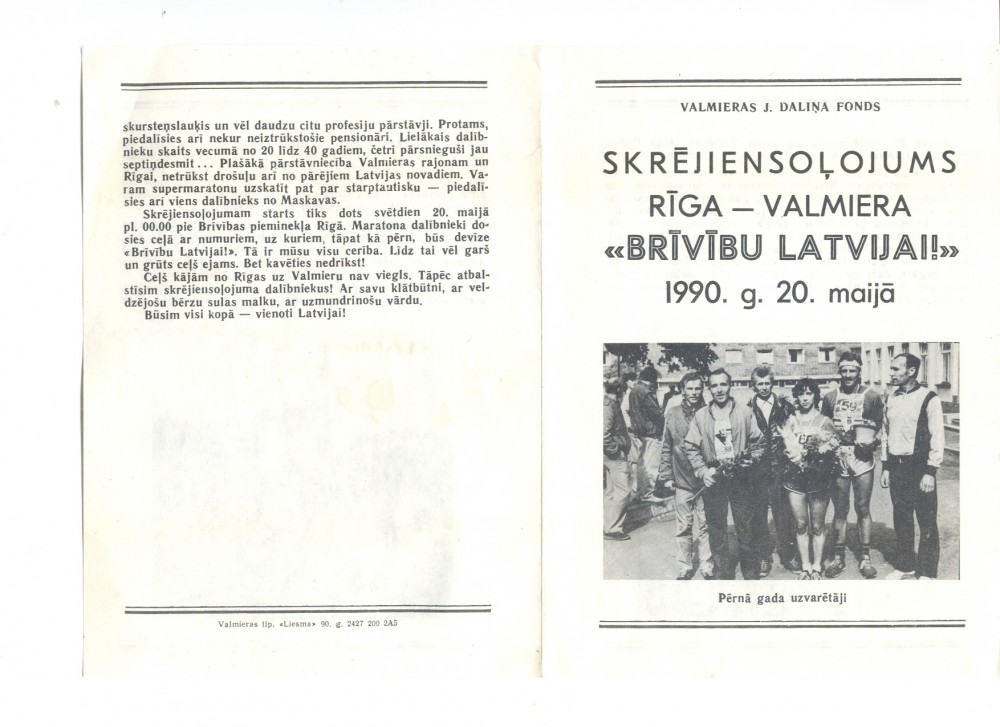 skursteņslauķis un vēl daudzu citu profesiju pārstāvji. Protams,
piedalīsies arī nekur neiztrūkstošie pensionāri. Lielākais dalīb-
nieku skaits vecumā no 20 līdz 40 gadiem, četri pārsnieguši jau
septiņdesmit... Plašākā pārstāvniecība Valmieras rajonam un
Rīgai, netrūkst drošuļu arī no pārējiem Latvijas novadiem. Va-
ram supermaratonu uzskatīt pat par starptautisku — piedalī-
sies arī viens dalībnieks no Maskavas.
Skrējiensoļojumam starts tiks dots svētdien 20. maijā
pl. 00.00 pie Brīvības pieminekļa Rīgā. Maratona dalībnieki do-
sies ceļā ar numuriem, uz kuriem, tāpat kā pērn, būs devīze
«Brīvību Latvijai!». Tā ir mūsu visu cerība. Līdz tai vēl garš
un grūts ceļš ejams. Bet kavēties nedrīkst!
Ceļš kājām no Rīgas uz Valmieru nav viegls. Tāpēc atbal-
stīsim skrējiensoļojuma dalībniekus! Ar savu klātbūtni, ar vel-
dzējošu bērzu sulas malku, ar uzmundrinošu vārdu.
Būsim visi kopā — vienoti Latvijai!
Valmieras tip. «Liesma» 90. g. 2427 200 2A5
VALMIERAS J. DALIŅA FONDS
SKRĒJIENSOĻOJUMS
RĪGA — VALMIERA
«BRĪVĪBU LATVIJAI!»
1990. g. 20. maijā
59
Pērnā gada uzvarētāji